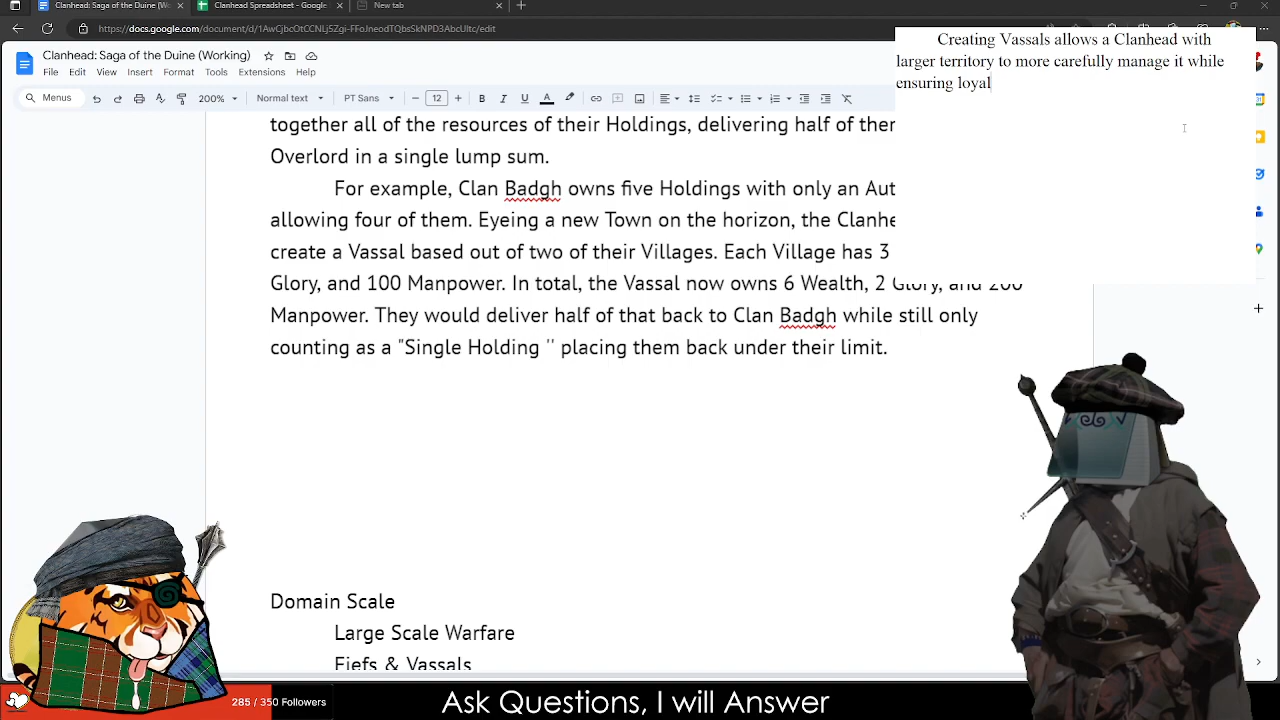 Clanhead: Saga of the Duine (Wo
Clanhead Spreadsheet - Google
New tab
https://docs.google.com/document/d/1AwCjbcOtCCNLj5Zgi-FFoJneodTQbsSkNPD3AbcUltc/edit
Clanhead: Saga of the Duine (Working)
File Edit View Insert Format Tools Extensions Help
Menus 200% Normal text PT Sans 12
Creating Vassals allows a Clanhead with
larger territory to more carefully manage it while
ensuring loyal
together all of the resources of their Holdings, delivering half of ther
Overlord in a single lump sum.
For example, Clan Badgh owns five Holdings with only an Aut
allowing four of them. Eyeing a new Town on the horizon, the Clanhe
create a Vassal based out of two of their Villages. Each Village has 3
Glory, and 100 Manpower. In total, the Vassal now owns 6 Wealth, 2 Glory, and 200
Manpower. They would deliver half of that back to Clan Badgh while still only
counting as a "Single Holding '' placing them back under their limit.
Domain Scale
Large Scale Warfare
Fiefs & Vassals
285 / 350 Followers
Ask Questions, I will Answer